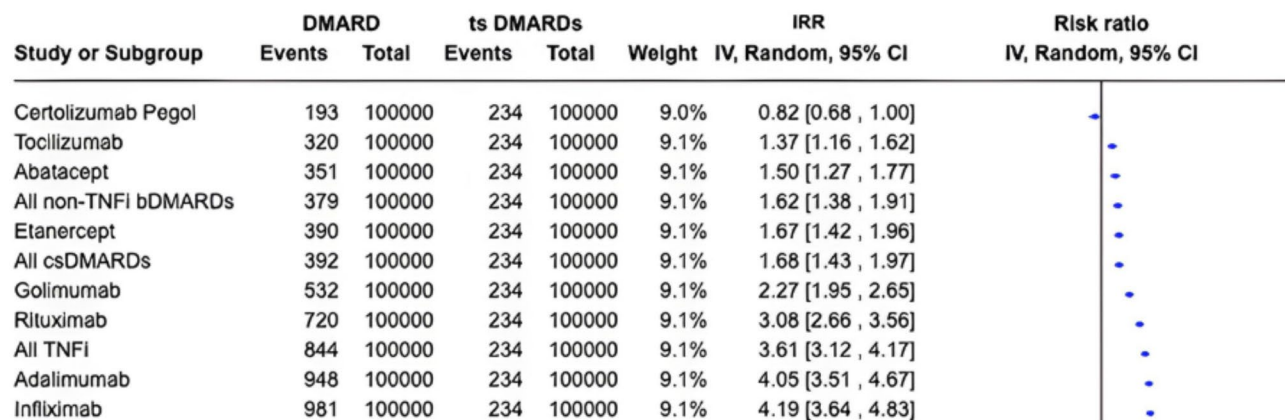 DMARD ts DMARDs IRR Risk ratio
Study or Subgroup Events Total Events Total Weight IV, Random, 95% CI IV, Random, 95% CI
Certolizumab Pegol 193 100000 234 100000 9.0% 0.82 [0.68 , 1.00]
Tocilizumab 320 100000 234 100000 9.1% 1.37 [1.16 , 1.62]
Abatacept 351 100000 234 100000 9.1% 1.50 [1.27 , 1.77]
All non-TNFi bDMARDs 379 100000 234 100000 9.1% 1.62 [1.38 , 1.91]
Etanercept 390 100000 234 100000 9.1% 1.67 [1.42 , 1.96]
All csDMARDs 392 100000 234 100000 9.1% 1.68 [1.43 , 1.97]
Golimumab 532 100000 234 100000 9.1% 2.27 [1.95 , 2.65]
Rituximab 720 100000 234 100000 9.1% 3.08 [2.66 , 3.56]
All TNFi 844 100000 234 100000 9.1% 3.61 [3.12 , 4.17]
Adalimumab 948 100000 234 100000 9.1% 4.05 [3.51 , 4.67]
Infliximab 981 100000 234 100000 9.1% 4.19 [3.64 , 4.83]